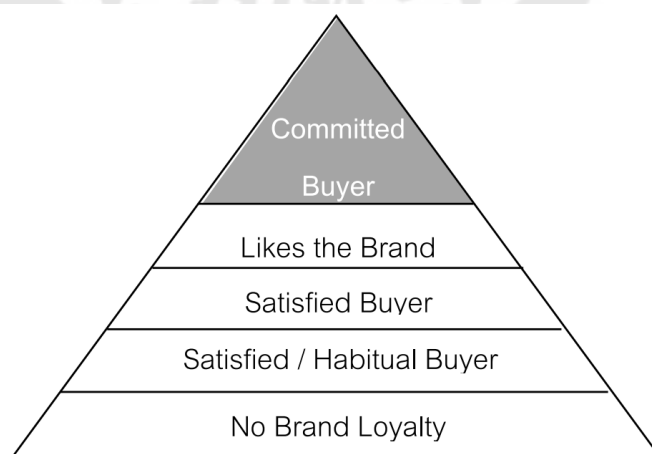 Committed
Buyer
Likes the Brand
Satisfied Buyer
Satisfied / Habitual Buyer
No Brand Loyalty